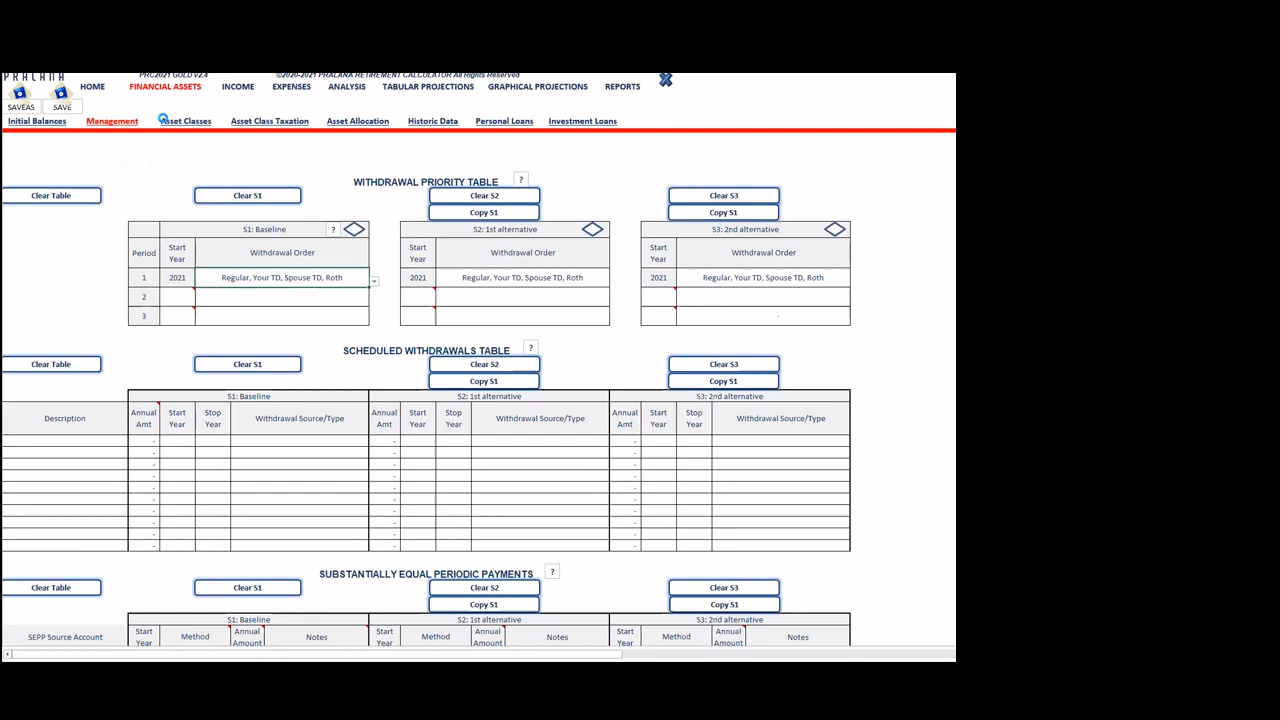 PRALANA PRC2021 GOLD v2.4 ©2020-2021 PRALANA RETIREMENT CALCULATOR All Rights Reserved
HOME FINANCIAL ASSETS INCOME EXPENSES ANALYSIS TABULAR PROJECTIONS GRAPHICAL PROJECTIONS REPORTS
SAVEAS SAVE
Initial Balances Management Asset Classes Asset Class Taxation Asset Allocation Historic Data Personal Loans Investment Loans
WITHDRAWAL PRIORITY TABLE ?
Clear Table Clear S1 Clear S2 Clear S3
Copy S1 Copy S1
S1: Baseline ? S2: 1st alternative S3: 2nd alternative
Period Start Year Withdrawal Order Start Year Withdrawal Order Start Year Withdrawal Order
1 2021 Regular, Your TD, Spouse TD, Roth 2021 Regular, Your TD, Spouse TD, Roth 2021 Regular, Your TD, Spouse TD, Roth
2
3 -
SCHEDULED WITHDRAWALS TABLE ?
Clear Table Clear S1 Clear S2 Clear S3
Copy S1 Copy S1
S1: Baseline S2: 1st alternative S3: 2nd alternative
Description Annual Amt Start Year Stop Year Withdrawal Source/Type Annual Amt Start Year Stop Year Withdrawal Source/Type Annual Amt Start Year Stop Year Withdrawal Source/Type
- - -
- - -
- - -
- - -
- - -
- - -
- - -
- - -
- - -
- - -
SUBSTANTIALLY EQUAL PERIODIC PAYMENTS ?
Clear Table Clear S1 Clear S2 Clear S3
Copy S1 Copy S1
S1: Baseline S2: 1st alternative S3: 2nd alternative
SEPP Source Account Start Year Method Annual Amount Notes Start Year Method Annual Amount Notes Start Year Method Annual Amount Notes